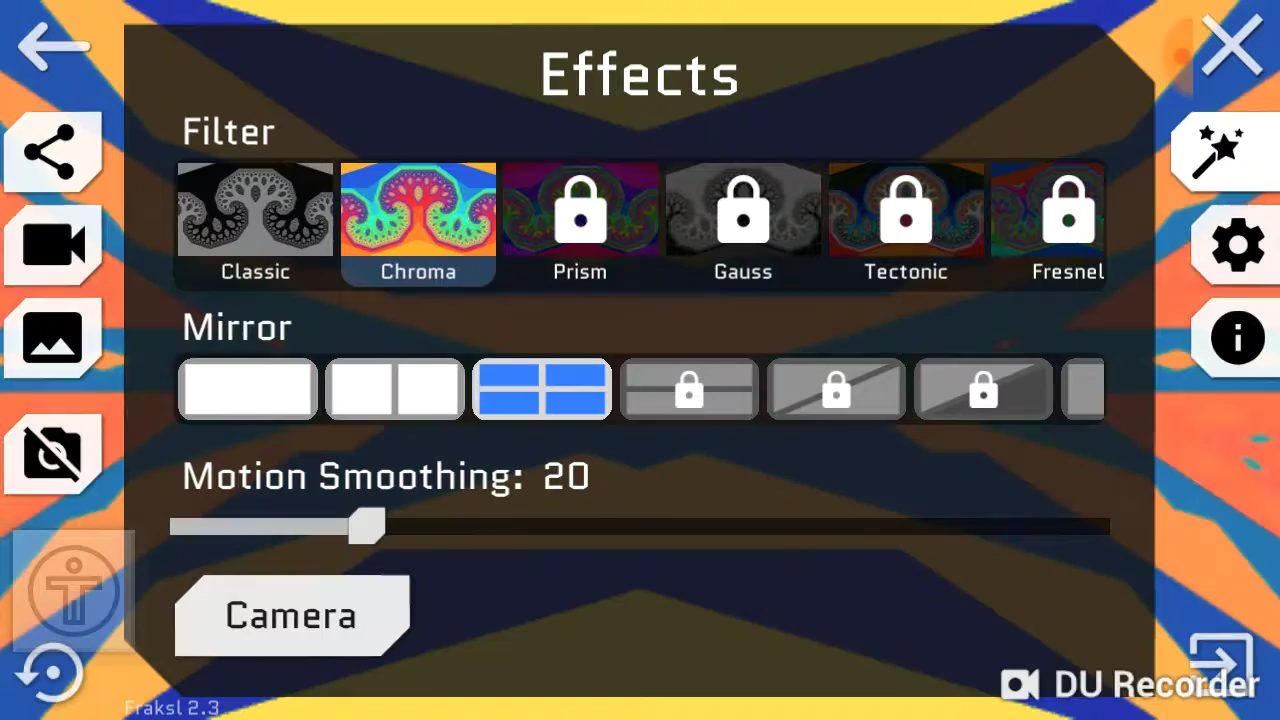 Effects
Filter
Classic
Chroma
Prism
Gauss
Tectonic
Fresnel
Mirror
Motion Smoothing: 20
Camera
DU Recorder
Fraksl 2.3